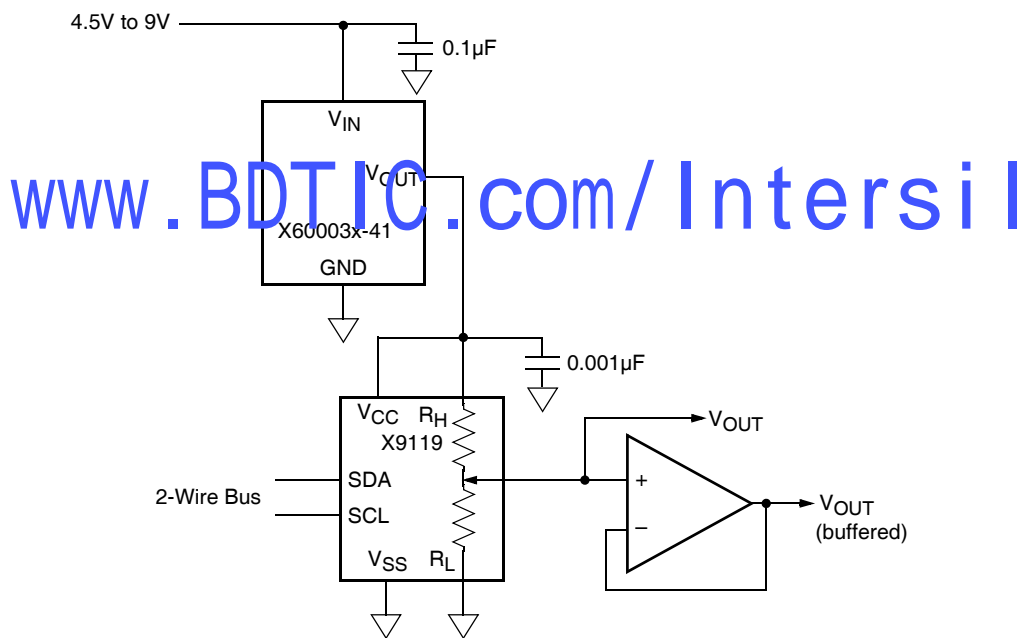 4.5V to 9V
0.1µF
VIN
VOUT
www.BDTIC.com/Intersil
X60003x-41
GND
0.001µF
VCC RH
X9119
VOUT
SDA
+
2-Wire Bus
VOUT
SCL
–
(buffered)
VSS RL